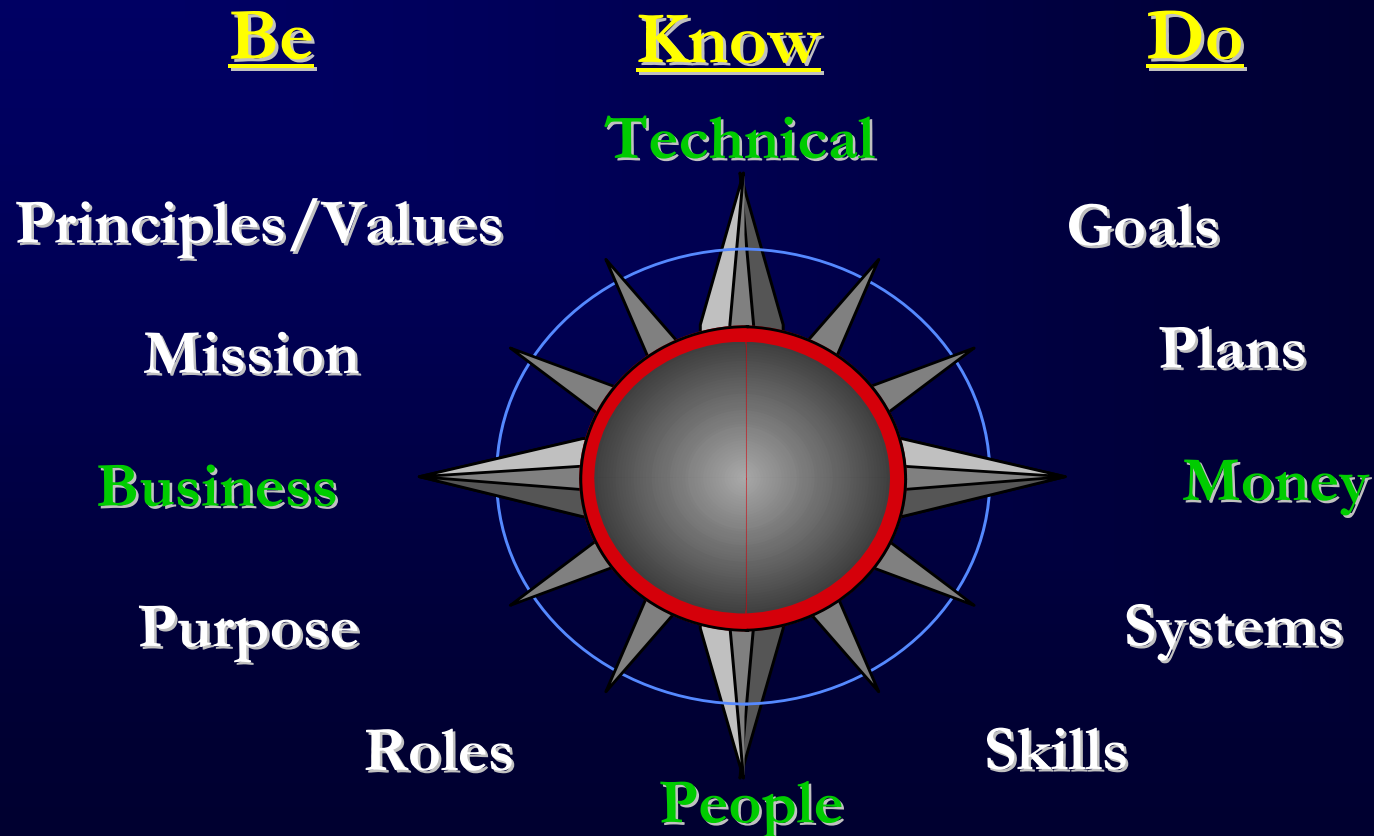 Be Know Do
Technical
Principles/Values Goals
Mission Plans
Business Money
Purpose Systems
Roles Skills
People